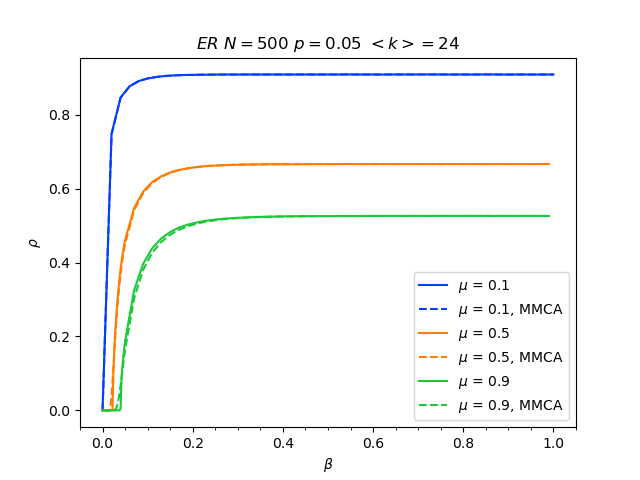 ER N = 500 p = 0.05 < k > = 24
ρ
0.8
0.6
0.4
0.2
0.0
0.0 0.2 0.4 0.6 0.8 1.0
β
μ = 0.1
μ = 0.1, MMCA
μ = 0.5
μ = 0.5, MMCA
μ = 0.9
μ = 0.9, MMCA